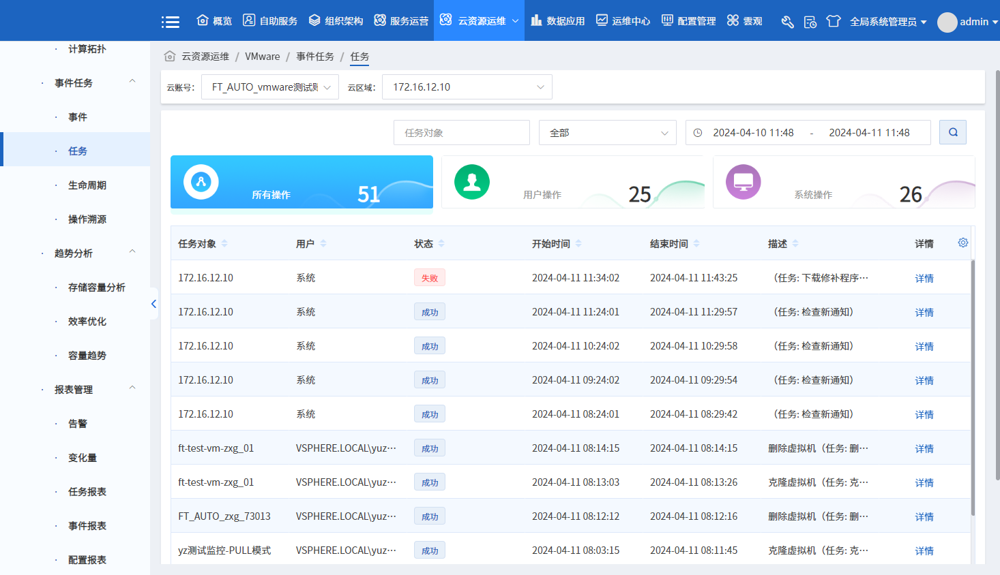 概览 自助服务 组织架构 服务运营 云资源运维 数据应用 运维中心 配置管理 雲观 全局系统管理员 admin
计算拓扑
事件任务
事件
任务
生命周期
操作溯源
趋势分析
存储容量分析
效率优化
容量趋势
报表管理
告警
变化量
任务报表
事件报表
配置报表
云资源运维 / VMware / 事件任务 / 任务
云账号: FT_AUTO_vmware测试账 云区域: 172.16.12.10
任务对象 全部 2024-04-10 11:48 - 2024-04-11 11:48
所有操作 51 用户操作 25 系统操作 26
任务对象 用户 状态 开始时间 结束时间 描述 详情
172.16.12.10 系统 失败 2024-04-11 11:34:02 2024-04-11 11:43:25 （任务: 下载修补程序… 详情
172.16.12.10 系统 成功 2024-04-11 11:24:01 2024-04-11 11:29:57 （任务: 检查新通知） 详情
172.16.12.10 系统 成功 2024-04-11 10:24:02 2024-04-11 10:29:58 （任务: 检查新通知） 详情
172.16.12.10 系统 成功 2024-04-11 09:24:02 2024-04-11 09:29:54 （任务: 检查新通知） 详情
172.16.12.10 系统 成功 2024-04-11 08:24:01 2024-04-11 08:29:42 （任务: 检查新通知） 详情
ft-test-vm-zxg_01 VSPHERE.LOCAL\yuz… 成功 2024-04-11 08:14:15 2024-04-11 08:14:15 删除虚拟机（任务: 删… 详情
ft-test-vm-zxg_01 VSPHERE.LOCAL\yuz… 成功 2024-04-11 08:13:03 2024-04-11 08:13:26 克隆虚拟机（任务: 克… 详情
FT_AUTO_zxg_73013 VSPHERE.LOCAL\yuz… 成功 2024-04-11 08:12:12 2024-04-11 08:12:16 删除虚拟机（任务: 删… 详情
yz测试监控-PULL模式 VSPHERE.LOCAL\yuz… 成功 2024-04-11 08:03:15 2024-04-11 08:11:45 克隆虚拟机（任务: 克… 详情